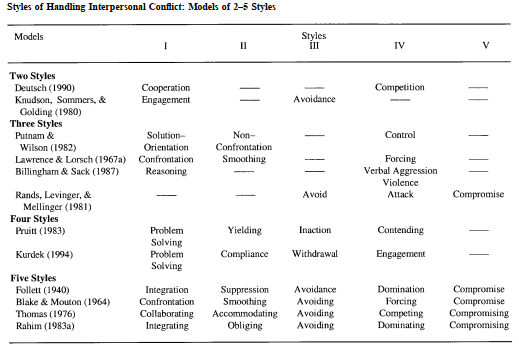 Styles of Handling Interpersonal Conflict: Models of 2–5 Styles
Models Styles
I II III IV V
Two Styles
Deutsch (1990) Cooperation — — Competition —
Knudson, Sommers, & Engagement — Avoidance — —
Golding (1980)
Three Styles
Putnam & Solution– Non– — Control —
Wilson (1982) Orientation Confrontation
Lawrence & Lorsch (1967a) Confrontation Smoothing — Forcing —
Billingham & Sack (1987) Reasoning — — Verbal Aggression —
Violence
Rands, Levinger, & — — Avoid Attack Compromise
Mellinger (1981)
Four Styles
Pruitt (1983) Problem Yielding Inaction Contending —
Solving
Kurdek (1994) Problem Compliance Withdrawal Engagement —
Solving
Five Styles
Follett (1940) Integration Suppression Avoidance Domination Compromise
Blake & Mouton (1964) Confrontation Smoothing Avoiding Forcing Compromise
Thomas (1976) Collaborating Accommodating Avoiding Competing Compromising
Rahim (1983a) Integrating Obliging Avoiding Dominating Compromising